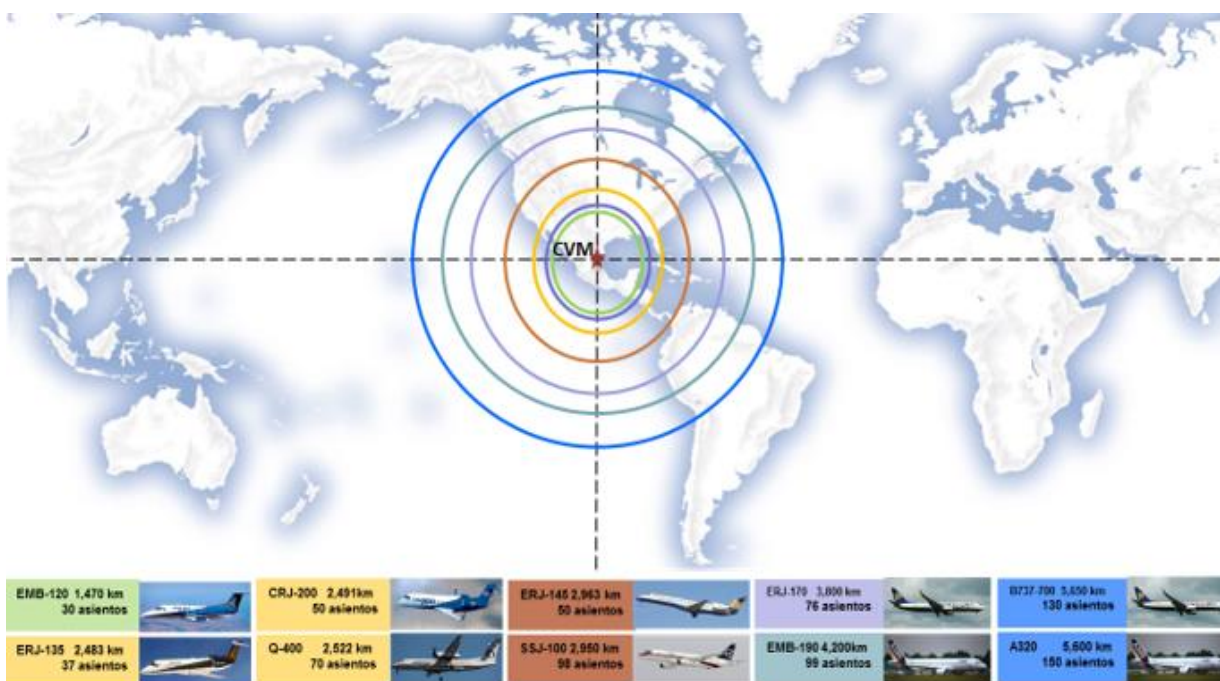 CVM
EMB-120 1,470 km
30 asientos
CRJ-200 2,491km
50 asientos
ERJ-145 2,963 km
50 asientos
ERJ-170 3,800 km
76 asientos
B737-700 5,650 km
130 asientos
ERJ-135 2,483 km
37 asientos
Q-400 2,522 km
70 asientos
SSJ-100 2,950 km
98 asientos
EMB-190 4,200km
99 asientos
A320 5,600 km
150 asientos